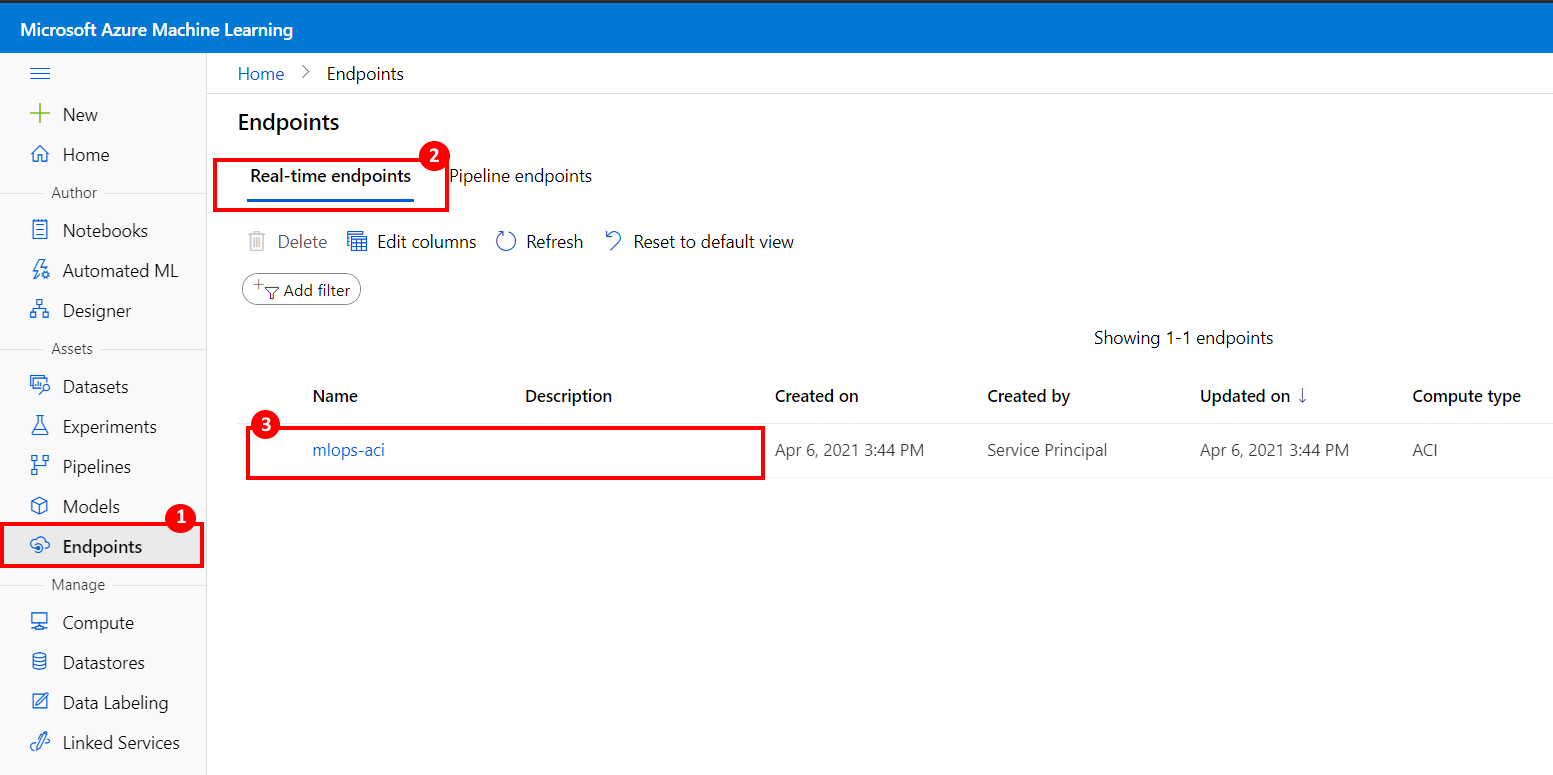 Microsoft Azure Machine Learning
Home > Endpoints
New
Home
Author
Notebooks
Automated ML
Designer
Assets
Datasets
Experiments
Pipelines
Models
1
Endpoints
Manage
Compute
Datastores
Data Labeling
Linked Services
Endpoints
2
Real-time endpoints Pipeline endpoints
Delete Edit columns Refresh Reset to default view
Add filter
Showing 1-1 endpoints
Name Description Created on Created by Updated on ↓ Compute type
3
mlops-aci Apr 6, 2021 3:44 PM Service Principal Apr 6, 2021 3:44 PM ACI